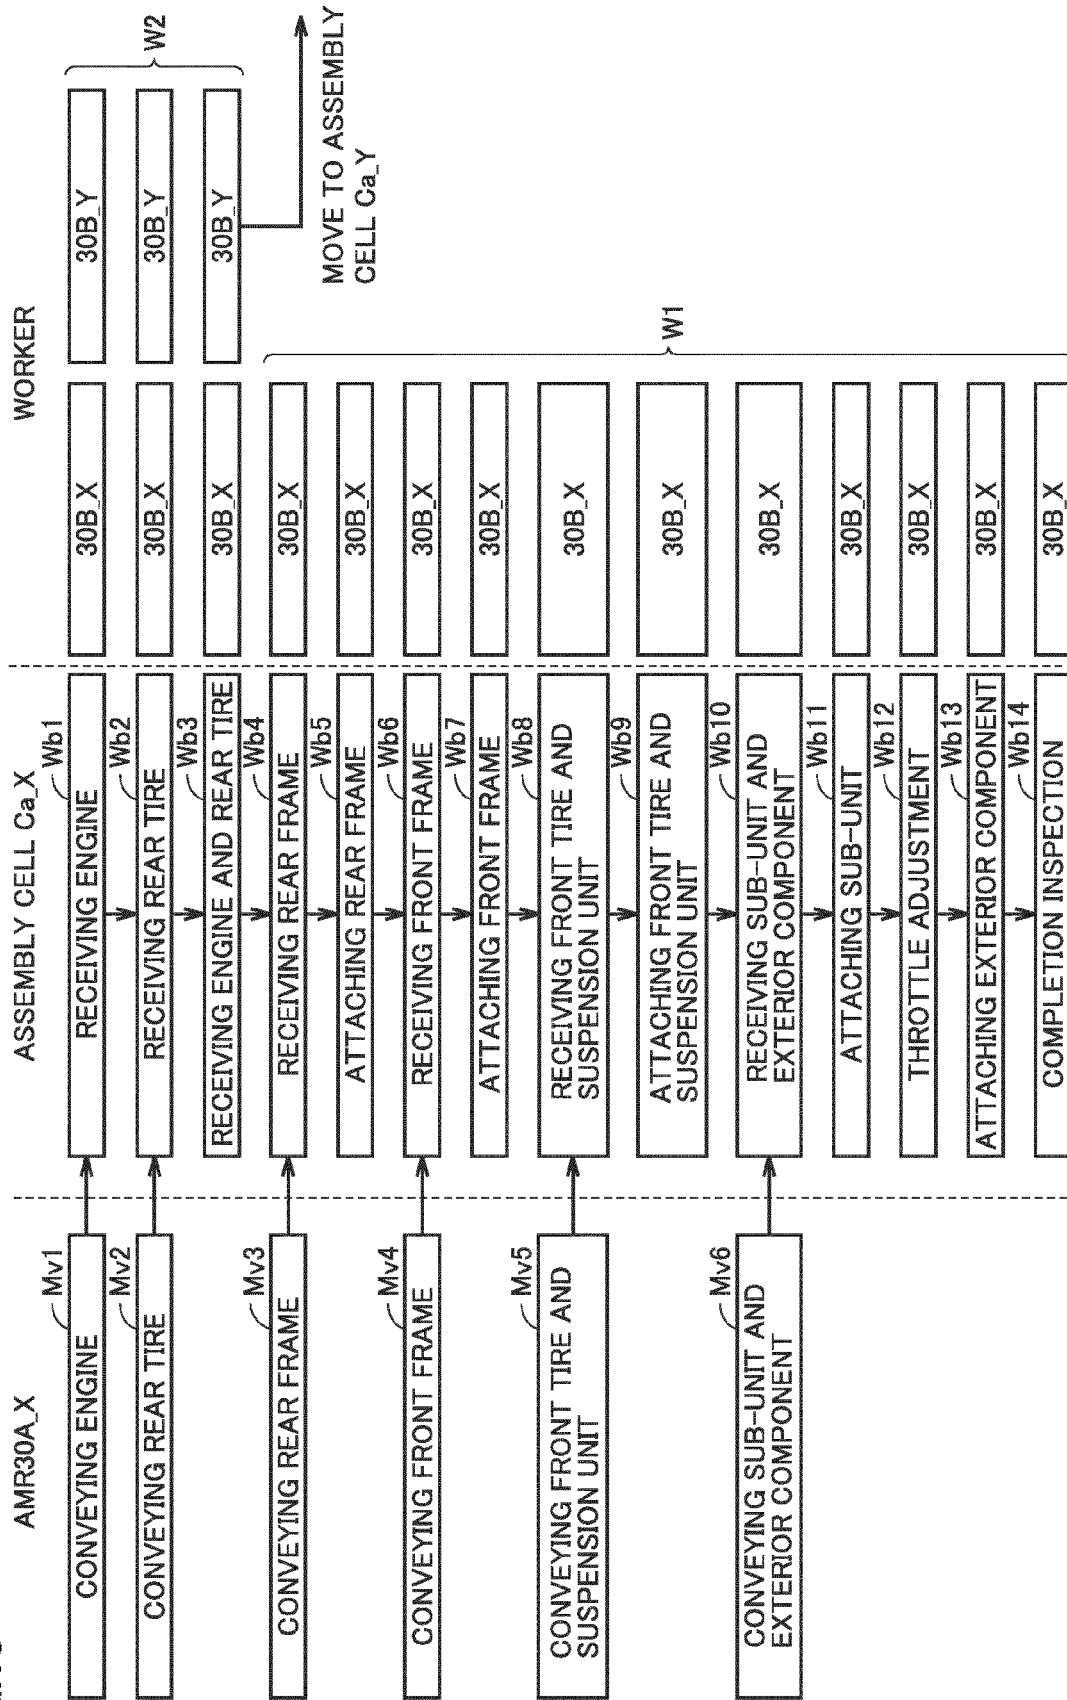 AMR30A_X
ASSEMBLY CELL Ca_X
WORKER
Mv1
CONVEYING ENGINE
Wb1
RECEIVING ENGINE
30B_X
30B_Y
Mv2
CONVEYING REAR TIRE
Wb2
RECEIVING REAR TIRE
30B_X
30B_Y
W2
Wb3
RECEIVING ENGINE AND REAR TIRE
30B_X
30B_Y
MOVE TO ASSEMBLY
CELL Ca_Y
Mv3
CONVEYING REAR FRAME
Wb4
RECEIVING REAR FRAME
30B_X
Wb5
ATTACHING REAR FRAME
30B_X
Mv4
CONVEYING FRONT FRAME
Wb6
RECEIVING FRONT FRAME
30B_X
Wb7
ATTACHING FRONT FRAME
30B_X
Mv5
CONVEYING FRONT TIRE AND
SUSPENSION UNIT
Wb8
RECEIVING FRONT TIRE AND
SUSPENSION UNIT
30B_X
Wb9
ATTACHING FRONT TIRE AND
SUSPENSION UNIT
30B_X
W1
Mv6
CONVEYING SUB-UNIT AND
EXTERIOR COMPONENT
Wb10
RECEIVING SUB-UNIT AND
EXTERIOR COMPONENT
30B_X
Wb11
ATTACHING SUB-UNIT
30B_X
Wb12
THROTTLE ADJUSTMENT
30B_X
Wb13
ATTACHING EXTERIOR COMPONENT
30B_X
Wb14
COMPLETION INSPECTION
30B_X